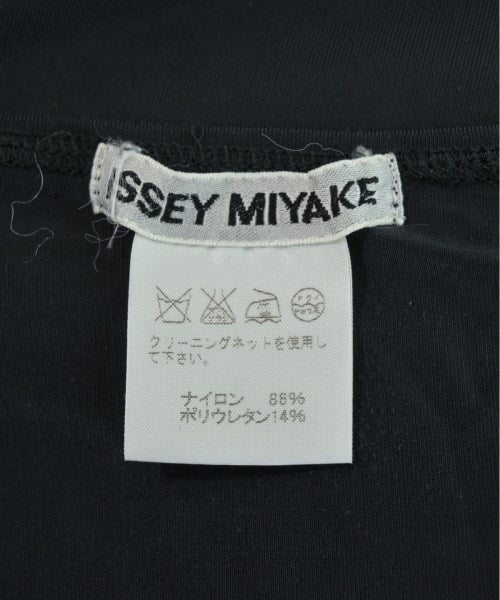 ISSEY MIYAKE
クリーニングネットを使用し
て下さい。
ナイロン 86%
ポリウレタン14%